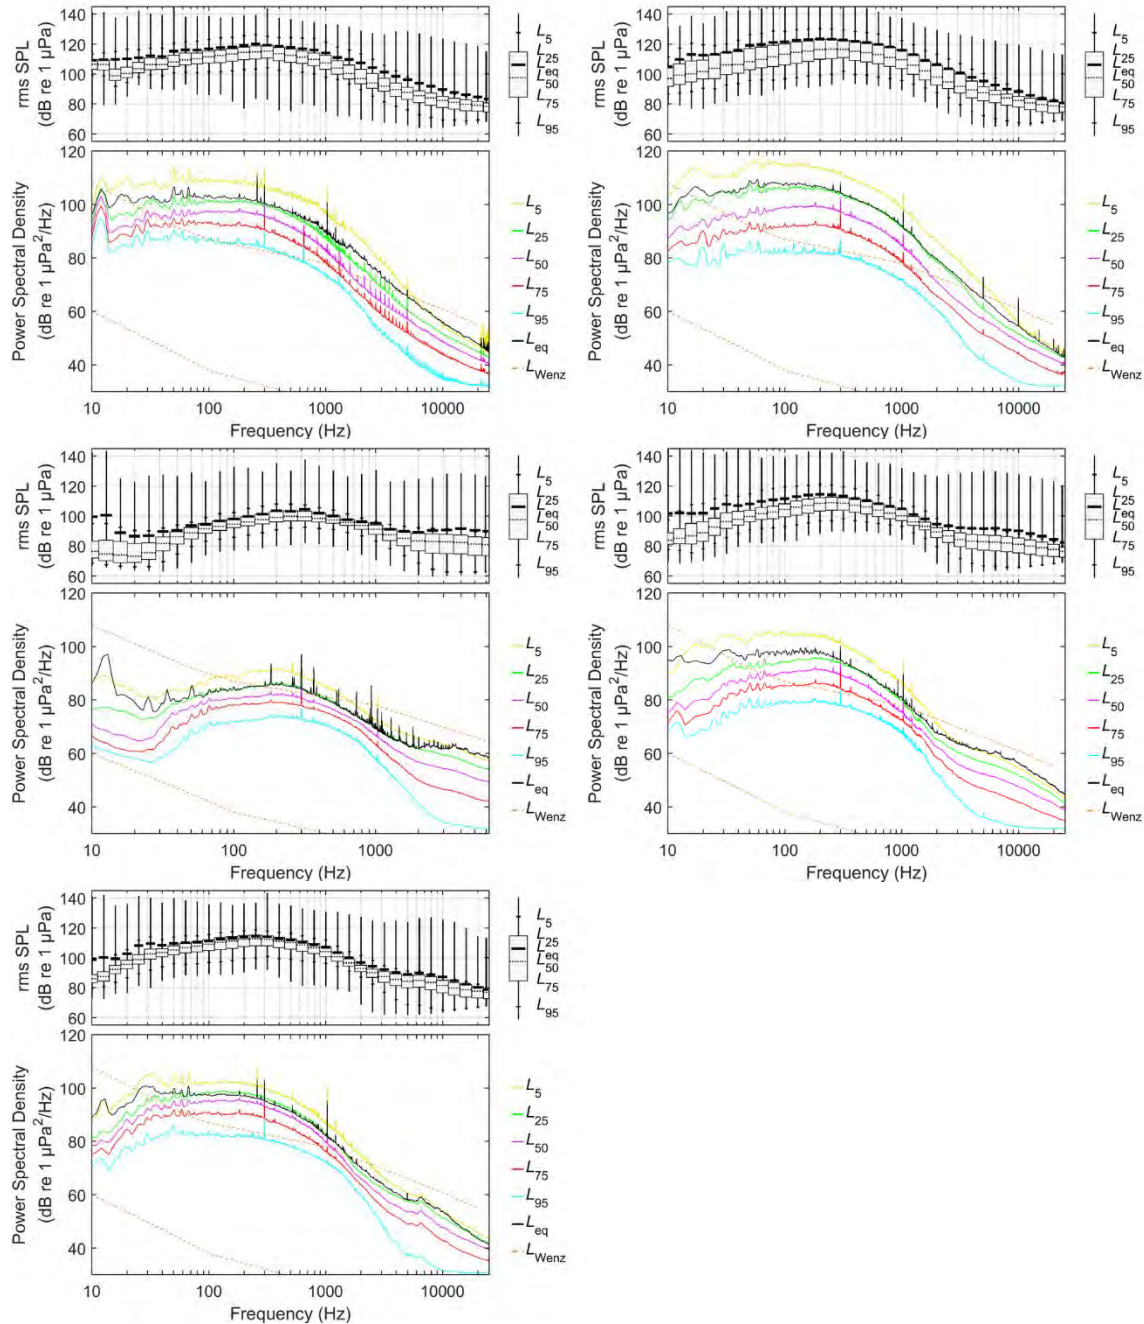 rms SPL
(dB re 1 µPa)
140
120
100
80
60
L5
L25
Leq
L50
L75
L95
Power Spectral Density
(dB re 1 µPa²/Hz)
120
100
80
60
40
L5
L25
L50
L75
L95
Leq
LWenz
10 100 1000 10000
Frequency (Hz)
rms SPL
(dB re 1 µPa)
140
120
100
80
60
L5
L25
Leq
L50
L75
L95
Power Spectral Density
(dB re 1 µPa²/Hz)
120
100
80
60
40
L5
L25
L50
L75
L95
Leq
LWenz
10 100 1000 10000
Frequency (Hz)
rms SPL
(dB re 1 µPa)
140
120
100
80
60
L5
L25
Leq
L50
L75
L95
Power Spectral Density
(dB re 1 µPa²/Hz)
120
100
80
60
40
L5
L25
L50
L75
L95
Leq
LWenz
10 100 1000
Frequency (Hz)
rms SPL
(dB re 1 µPa)
140
120
100
80
60
L5
L25
Leq
L50
L75
L95
Power Spectral Density
(dB re 1 µPa²/Hz)
120
100
80
60
40
L5
L25
L50
L75
L95
Leq
LWenz
10 100 1000 10000
Frequency (Hz)
rms SPL
(dB re 1 µPa)
140
120
100
80
60
L5
L25
Leq
L50
L75
L95
Power Spectral Density
(dB re 1 µPa²/Hz)
120
100
80
60
40
L5
L25
L50
L75
L95
Leq
LWenz
10 100 1000 10000
Frequency (Hz)